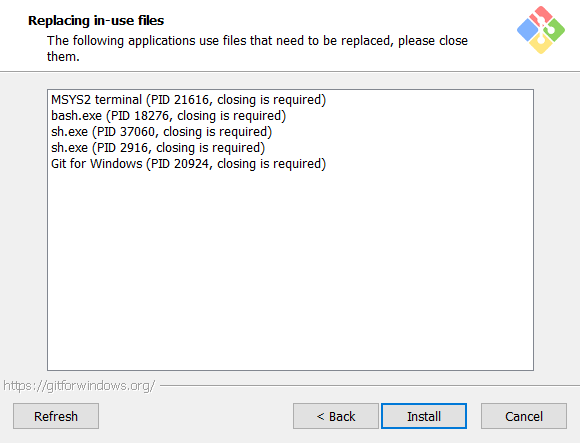 Replacing in-use files
The following applications use files that need to be replaced, please close
them.
MSYS2 terminal (PID 21616, closing is required)
bash.exe (PID 18276, closing is required)
sh.exe (PID 37060, closing is required)
sh.exe (PID 2916, closing is required)
Git for Windows (PID 20924, closing is required)
https://gitforwindows.org/
Refresh
< Back
Install
Cancel